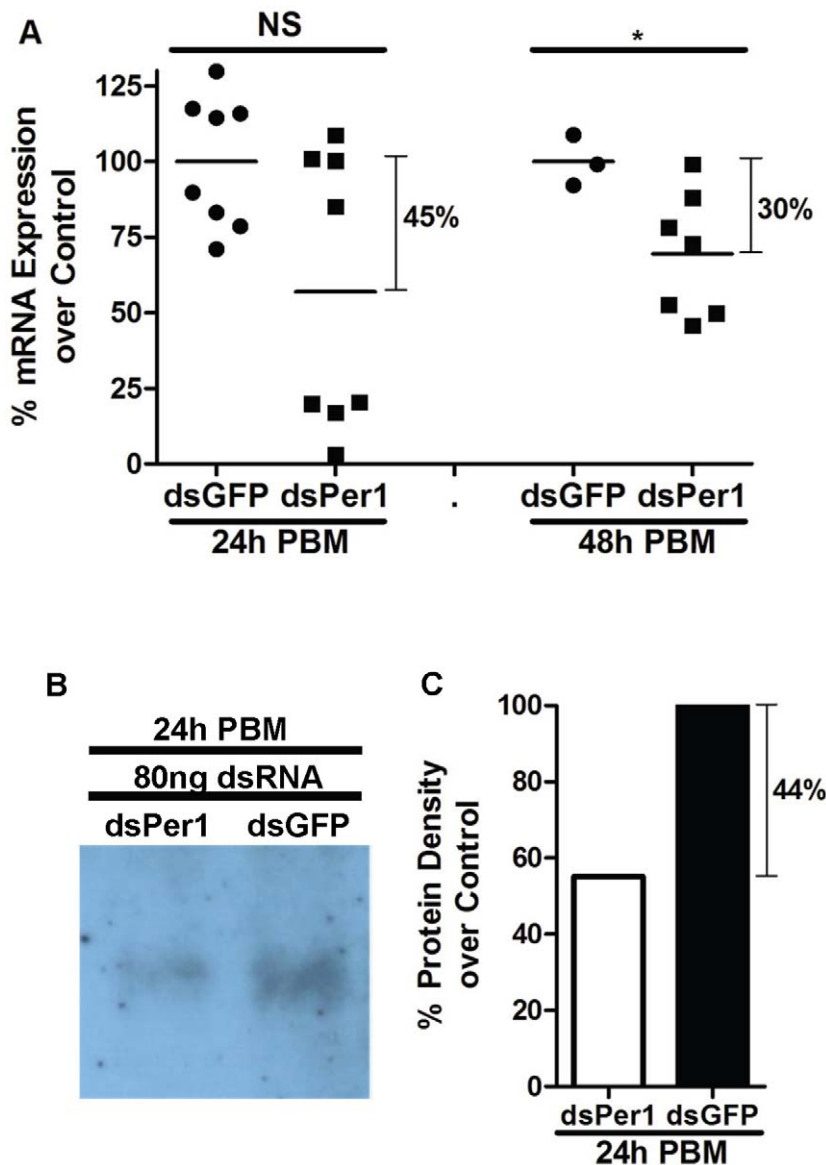 A
NS
*
% mRNA Expression
over Control
125
100
75
50
25
0
45%
30%
dsGFP dsPer1 . dsGFP dsPer1
24h PBM 48h PBM
B
24h PBM
80ng dsRNA
dsPer1 dsGFP
C
% Protein Density
over Control
100
80
60
40
20
0
44%
dsPer1 dsGFP
24h PBM